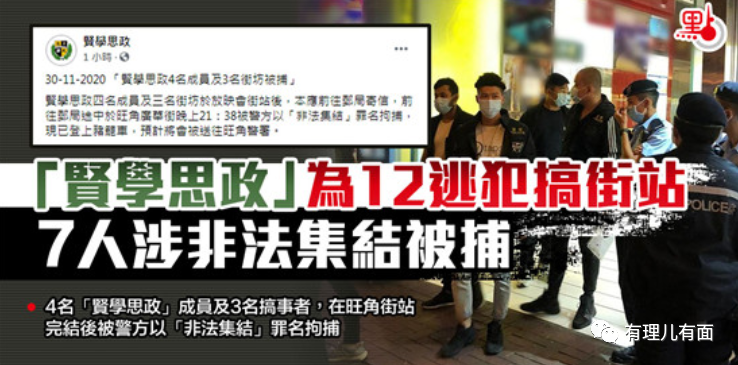 點
賢學思政
1 小時 ·
30-11-2020 「賢學思政4名成員及3名街坊被捕」
賢學思政四名成員及三名街坊於放映會街站後，本應前往郵局寄信，前
往郵局途中於旺角廣華街晚上21：38被警方以「非法集結」罪名拘捕，
現已登上豬籠車，預計將會被送往旺角警署。
「賢學思政」為12逃犯搞街站
7人涉非法集結被捕
4名「賢學思政」成員及3名搞事者，在旺角街站
完結後被警方以「非法集結」罪名拘捕
POLICE
有理儿有面